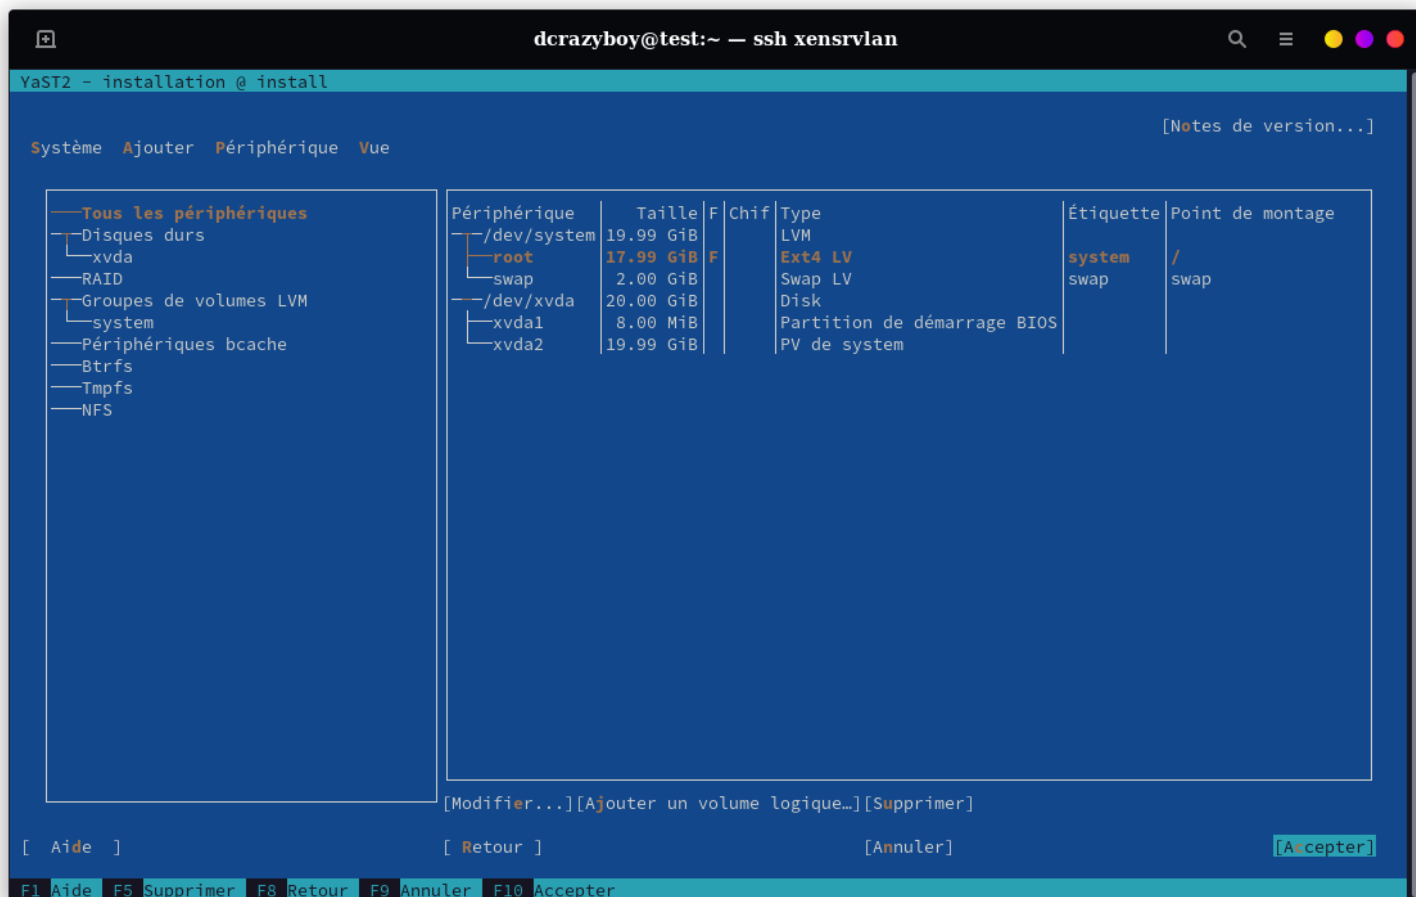 dcrazyboy@test:~ — ssh xensrvlan
YaST2 - installation @ install
[Notes de version...]
Système Ajouter Périphérique Vue
Tous les périphériques
Disques durs
xvda
RAID
Groupes de volumes LVM
system
Périphériques bcache
Btrfs
Tmpfs
NFS
Périphérique Taille F Chif Type Étiquette Point de montage
/dev/system 19.99 GiB LVM
root 17.99 GiB F Ext4 LV system /
swap 2.00 GiB Swap LV swap swap
/dev/xvda 20.00 GiB Disk
xvda1 8.00 MiB Partition de démarrage BIOS
xvda2 19.99 GiB PV de system
[Modifier...][Ajouter un volume logique…][Supprimer]
[ Aide ] [ Retour ] [Annuler] [Accepter]
F1 Aide F5 Supprimer F8 Retour F9 Annuler F10 Accepter